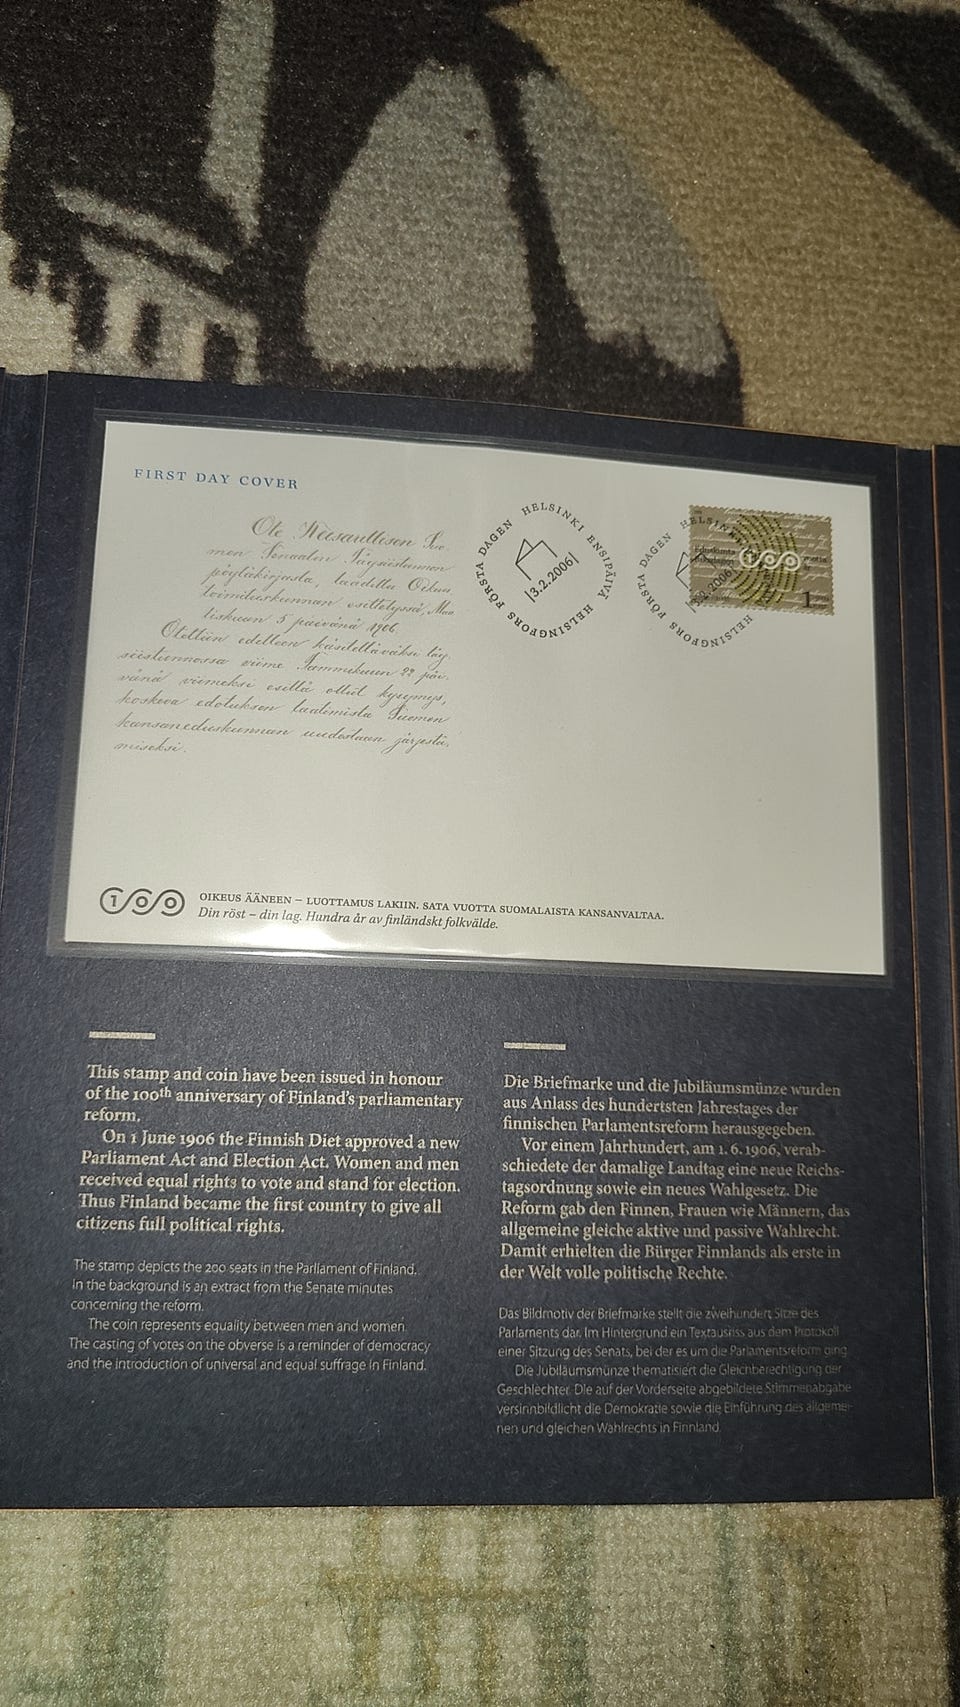 FIRST DAY COVER
Ote Keisarillisen Suo-
men Senaatin Täysistunnon
pöytäkirjasta, laadittu Oikeus-
toimituskunnan esittelyssä, Maa-
liskuun 5 päivänä 1906.
Otettiin edelleen käsiteltäväksi täy-
sistunnossa viime Tammikuun 22 päi-
vänä viimeksi esillä ollut kysymys,
koskeva edotuksen laatimista Suomen
kansaneduskunnan uudestaan järjestä-
miseksi.
HELSINKI ENSIPÄIVÄ HELSINGFORS FÖRSTA DAGEN
3.2.2006
HELSINKI HELSINGFORS FÖRSTA DAGEN
3.2.2006
Eduskunta
100
1
100 OIKEUS ÄÄNEEN – LUOTTAMUS LAKIIN. SATA VUOTTA SUOMALAISTA KANSANVALTAA.
Din röst – din lag. Hundra år av finländskt folkvälde.
This stamp and coin have been issued in honour
of the 100th anniversary of Finland's parliamentary
reform.
On 1 June 1906 the Finnish Diet approved a new
Parliament Act and Election Act. Women and men
received equal rights to vote and stand for election.
Thus Finland became the first country to give all
citizens full political rights.
The stamp depicts the 200 seats in the Parliament of Finland.
In the background is an extract from the Senate minutes
concerning the reform.
The coin represents equality between men and women.
The casting of votes on the obverse is a reminder of democracy
and the introduction of universal and equal suffrage in Finland.
Die Briefmarke und die Jubiläumsmünze wurden
aus Anlass des hundertsten Jahrestages der
finnischen Parlamentsreform herausgegeben.
Vor einem Jahrhundert, am 1. 6. 1906, verab-
schiedete der damalige Landtag eine neue Reichs-
tagsordnung sowie ein neues Wahlgesetz. Die
Reform gab den Finnen, Frauen wie Männern, das
allgemeine gleiche aktive und passive Wahlrecht.
Damit erhielten die Bürger Finnlands als erste in
der Welt volle politische Rechte.
Das Bildmotiv der Briefmarke stellt die zweihundert Sitze des
Parlaments dar. Im Hintergrund ein Textausriss aus dem Protokoll
einer Sitzung des Senats, bei der es um die Parlamentsreform ging.
Die Jubiläumsmünze thematisiert die Gleichberechtigung der
Geschlechter. Die auf der Vorderseite abgebildete Stimmenabgabe
versinnbildlicht die Demokratie sowie die Einführung des allgemei-
nen und gleichen Wahlrechts in Finnland.